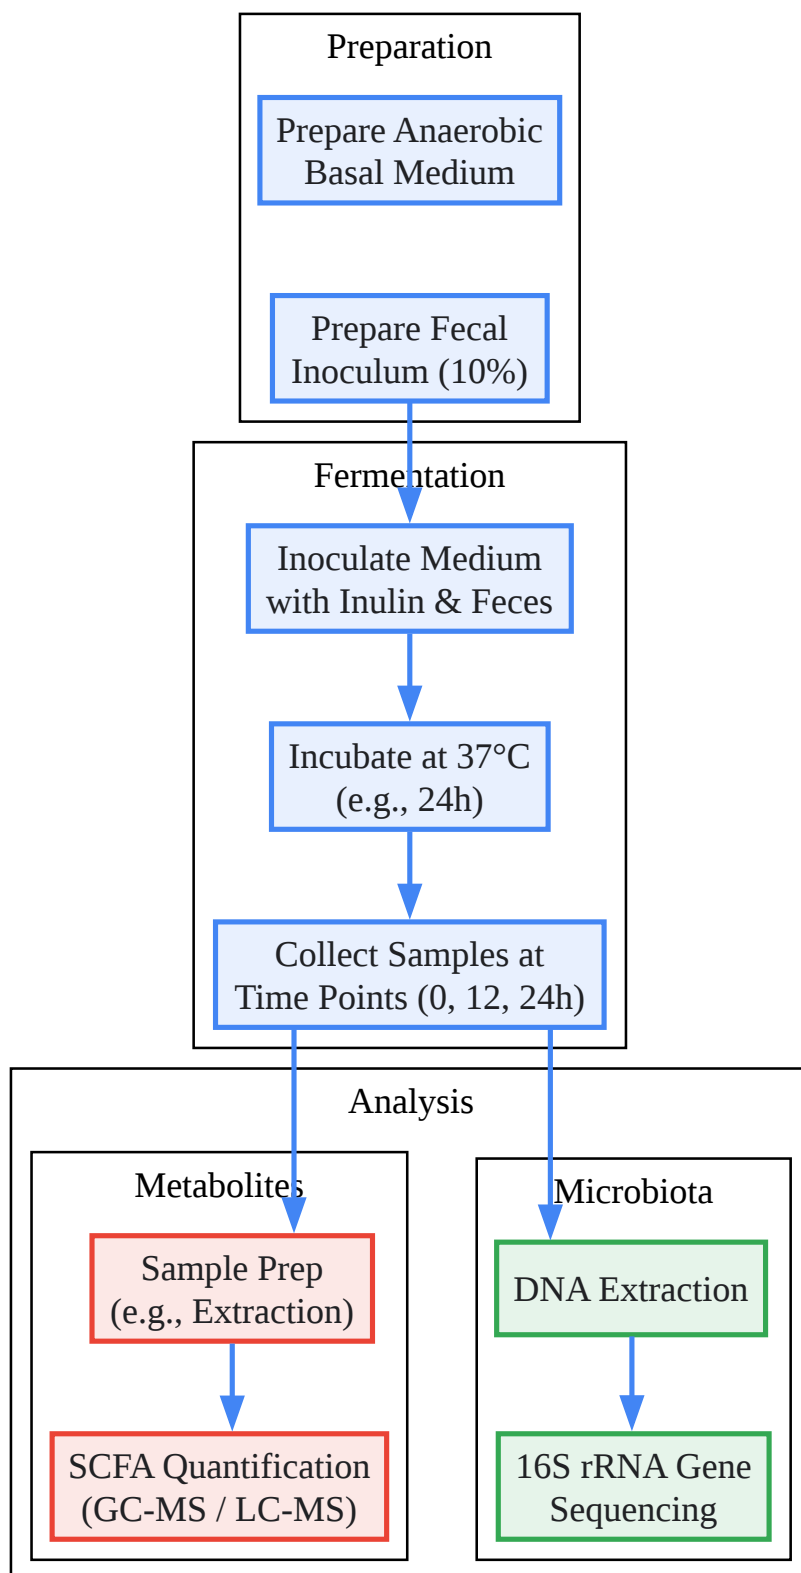 Preparation
Prepare Anaerobic
Basal Medium
Prepare Fecal
Inoculum (10%)
Fermentation
Inoculate Medium
with Inulin & Feces
Incubate at 37°C
(e.g., 24h)
Collect Samples at
Time Points (0, 12, 24h)
Analysis
Metabolites
Sample Prep
(e.g., Extraction)
SCFA Quantification
(GC-MS / LC-MS)
Microbiota
DNA Extraction
16S rRNA Gene
Sequencing